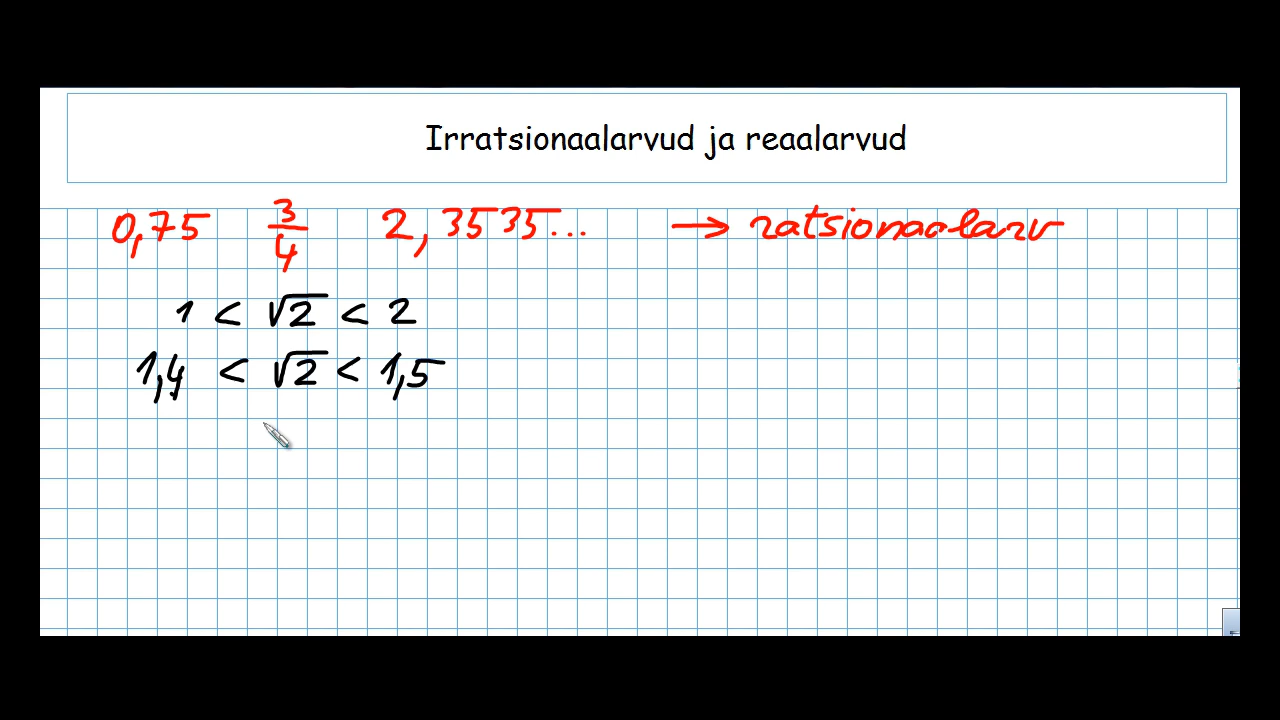 Irratsionaalarvud ja reaalarvud
0,75 3/4 2,3535... → ratsionaalarv
1 < √2 < 2
1,4 < √2 < 1,5